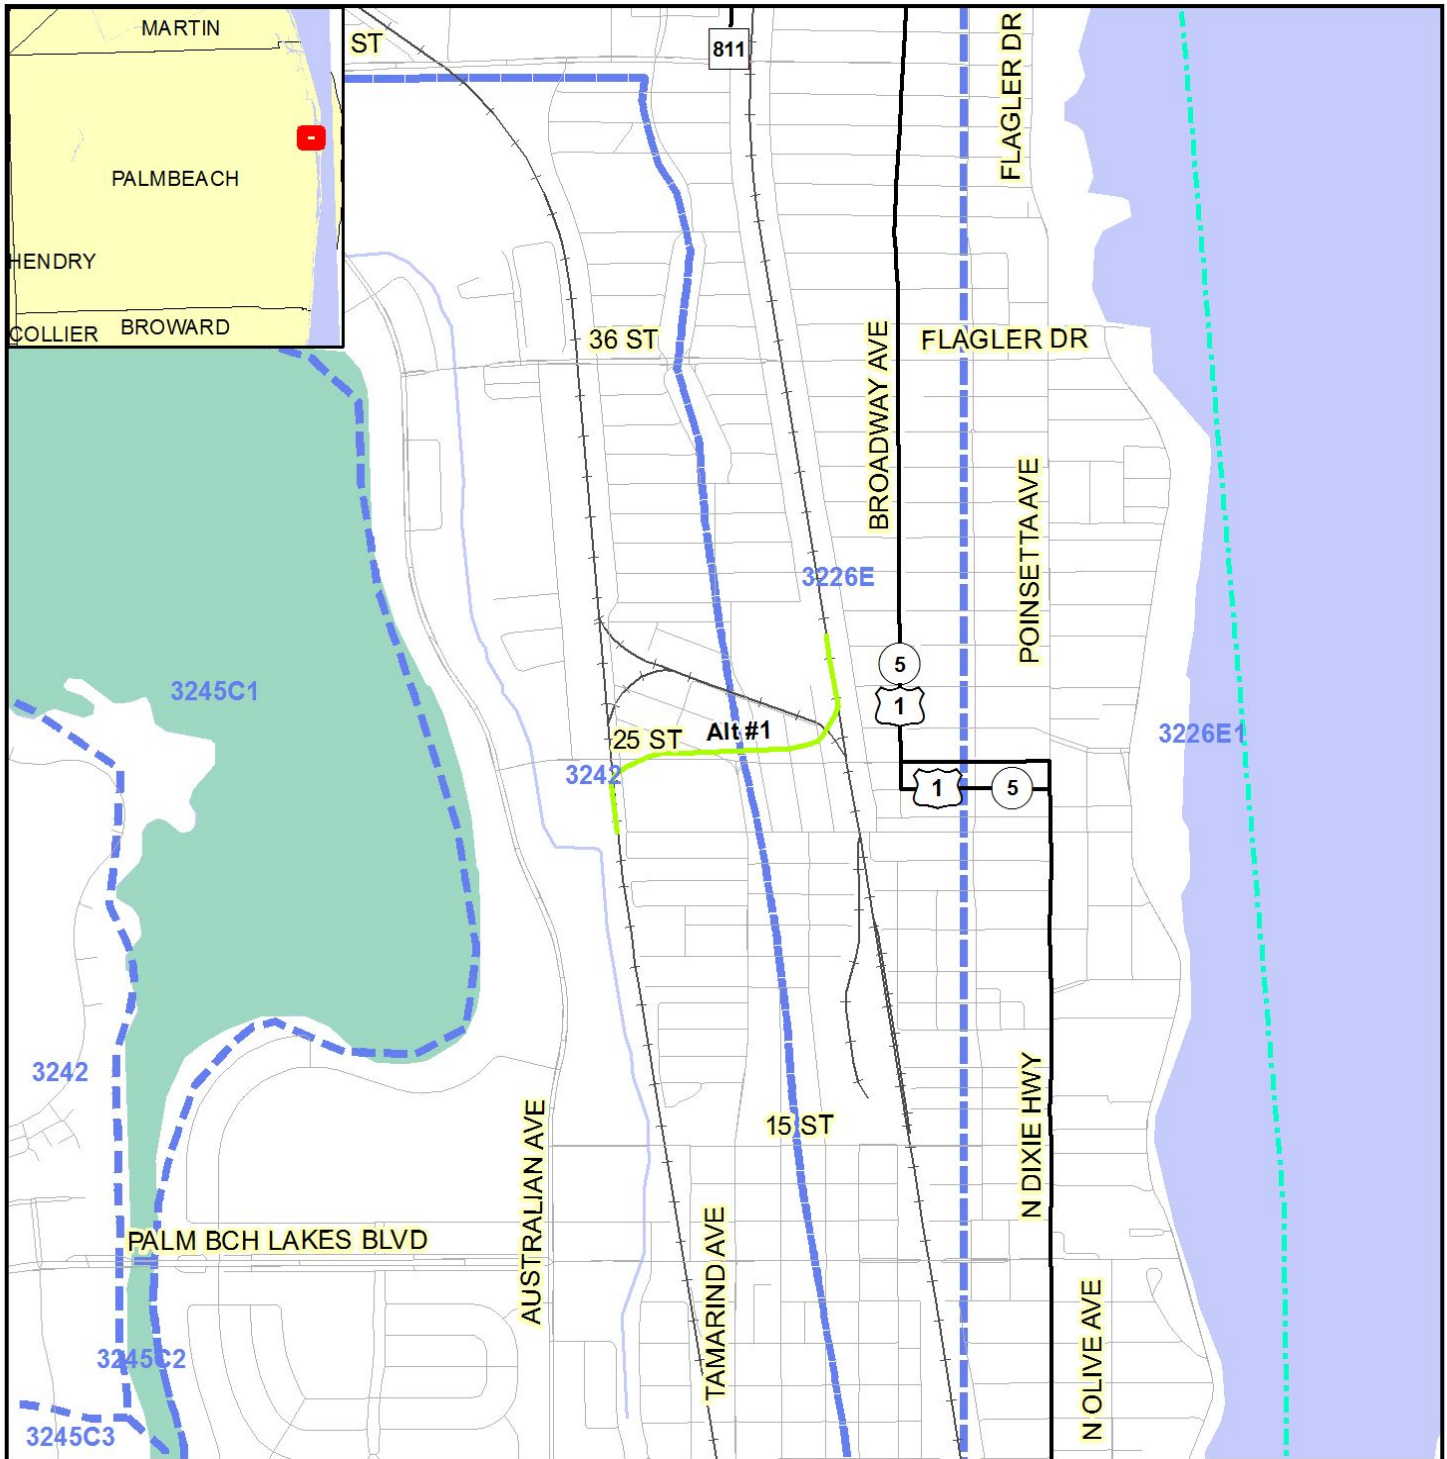 MARTIN
PALMBEACH
HENDRY
COLLIER
BROWARD
ST
811
FLAGLER DR
36 ST
BROADWAY AVE
FLAGLER DR
POINSETTA AVE
3226E
5
1
3245C1
25 ST
Alt #1
3242
1
5
3226E1
3242
15 ST
N DIXIE HWY
AUSTRALIAN AVE
PALM BCH LAKES BLVD
TAMARIND AVE
N OLIVE AVE
3245C2
3245C3